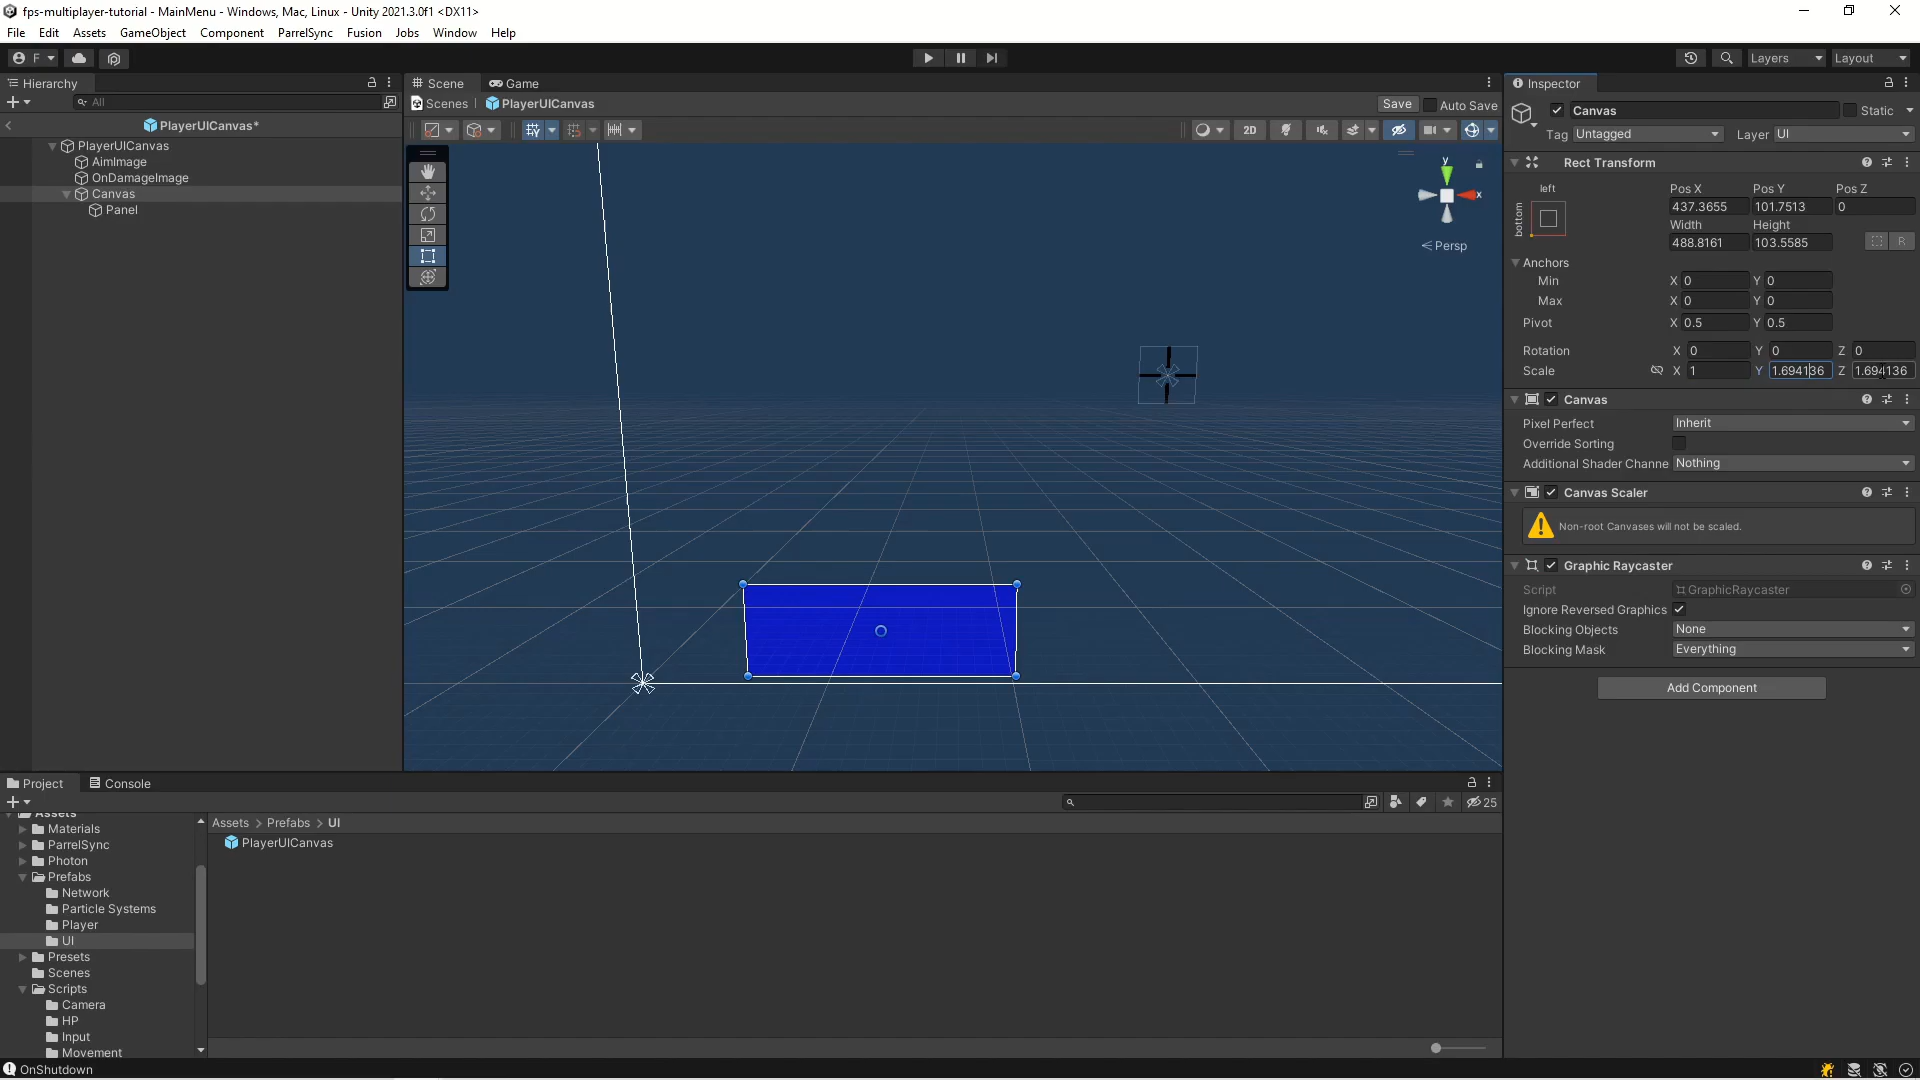 fps-multiplayer-tutorial - MainMenu - Windows, Mac, Linux - Unity 2021.3.0f1 <DX11>
File Edit Assets GameObject Component ParrelSync Fusion Jobs Window Help
F Layers Layout
Hierarchy
All
PlayerUICanvas*
PlayerUICanvas
AimImage
OnDamageImage
Canvas
Panel
Scene Game
Scenes PlayerUICanvas Save Auto Save
2D
y
x
Persp
Inspector
Canvas Static
Tag Untagged Layer UI
Rect Transform
left
bottom
Pos X Pos Y Pos Z
437.3655 101.7513 0
Width Height
488.8161 103.5585 R
Anchors
Min X 0 Y 0
Max X 0 Y 0
Pivot X 0.5 Y 0.5
Rotation X 0 Y 0 Z 0
Scale X 1 Y 1.694136 Z 1.694136
Canvas
Pixel Perfect Inherit
Override Sorting
Additional Shader Channe Nothing
Canvas Scaler
Non-root Canvases will not be scaled.
Graphic Raycaster
Script GraphicRaycaster
Ignore Reversed Graphics
Blocking Objects None
Blocking Mask Everything
Add Component
Project Console
25
Assets
Materials
ParrelSync
Photon
Prefabs
Network
Particle Systems
Player
UI
Presets
Scenes
Scripts
Camera
HP
Input
Movement
Assets > Prefabs > UI
PlayerUICanvas
OnShutdown